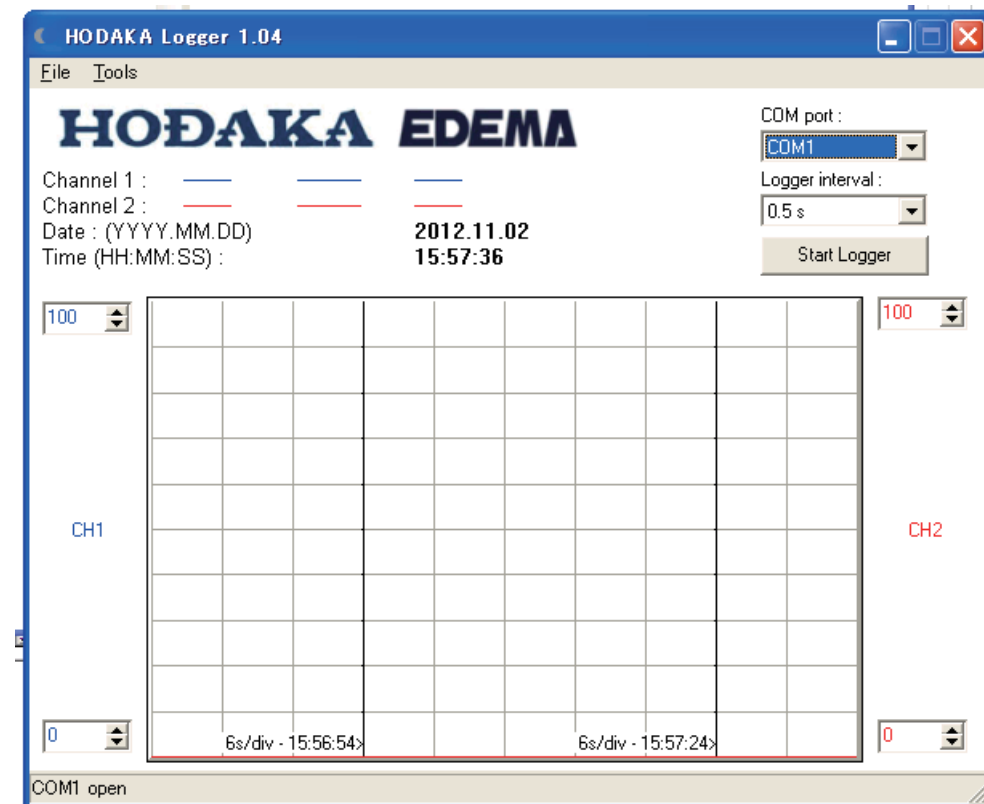 HODAKA Logger 1.04
File Tools
HOĐAKA EDEMA
COM port :
COM1
Channel 1 :
Logger interval :
Channel 2 :
0.5 s
Date : (YYYY.MM.DD) 2012.11.02
Time (HH:MM:SS) : 15:57:36
Start Logger
100
100
CH1
CH2
0
6s/div - 15:56:54>
6s/div - 15:57:24>
0
COM1 open